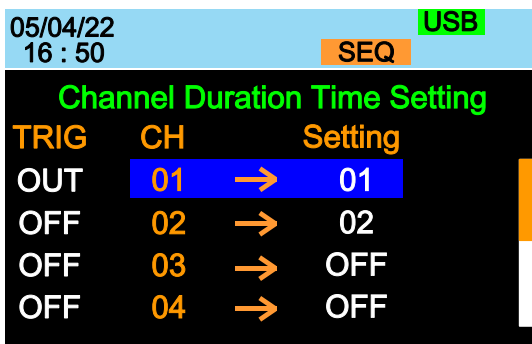 05/04/22 USB
16 : 50 SEQ
Channel Duration Time Setting
TRIG CH Setting
OUT 01 → 01
OFF 02 → 02
OFF 03 → OFF
OFF 04 → OFF